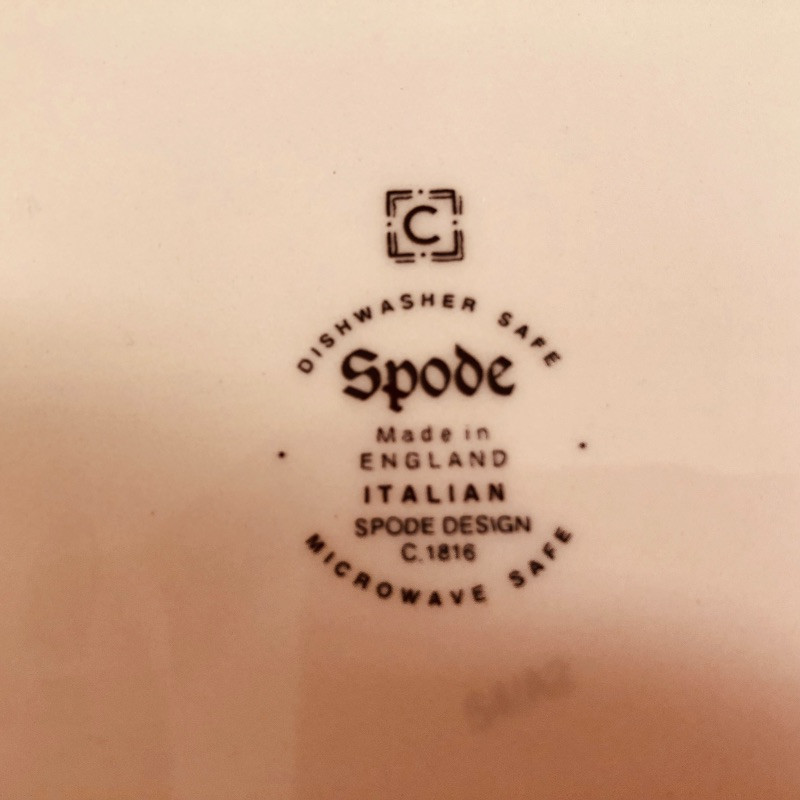 C
DISHWASHER SAFE
Spode
Made in
ENGLAND
ITALIAN
SPODE DESIGN
C.1816
MICROWAVE SAFE